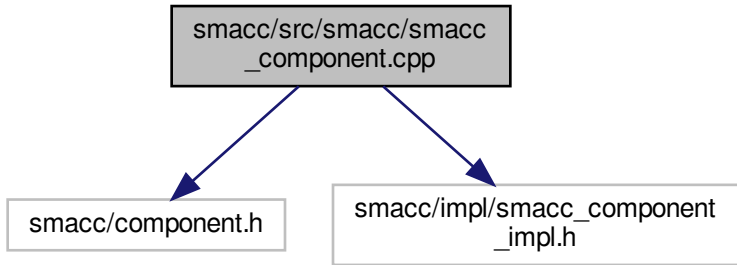 smacc/src/smacc/smacc
_component.cpp
smacc/component.h
smacc/impl/smacc_component
_impl.h